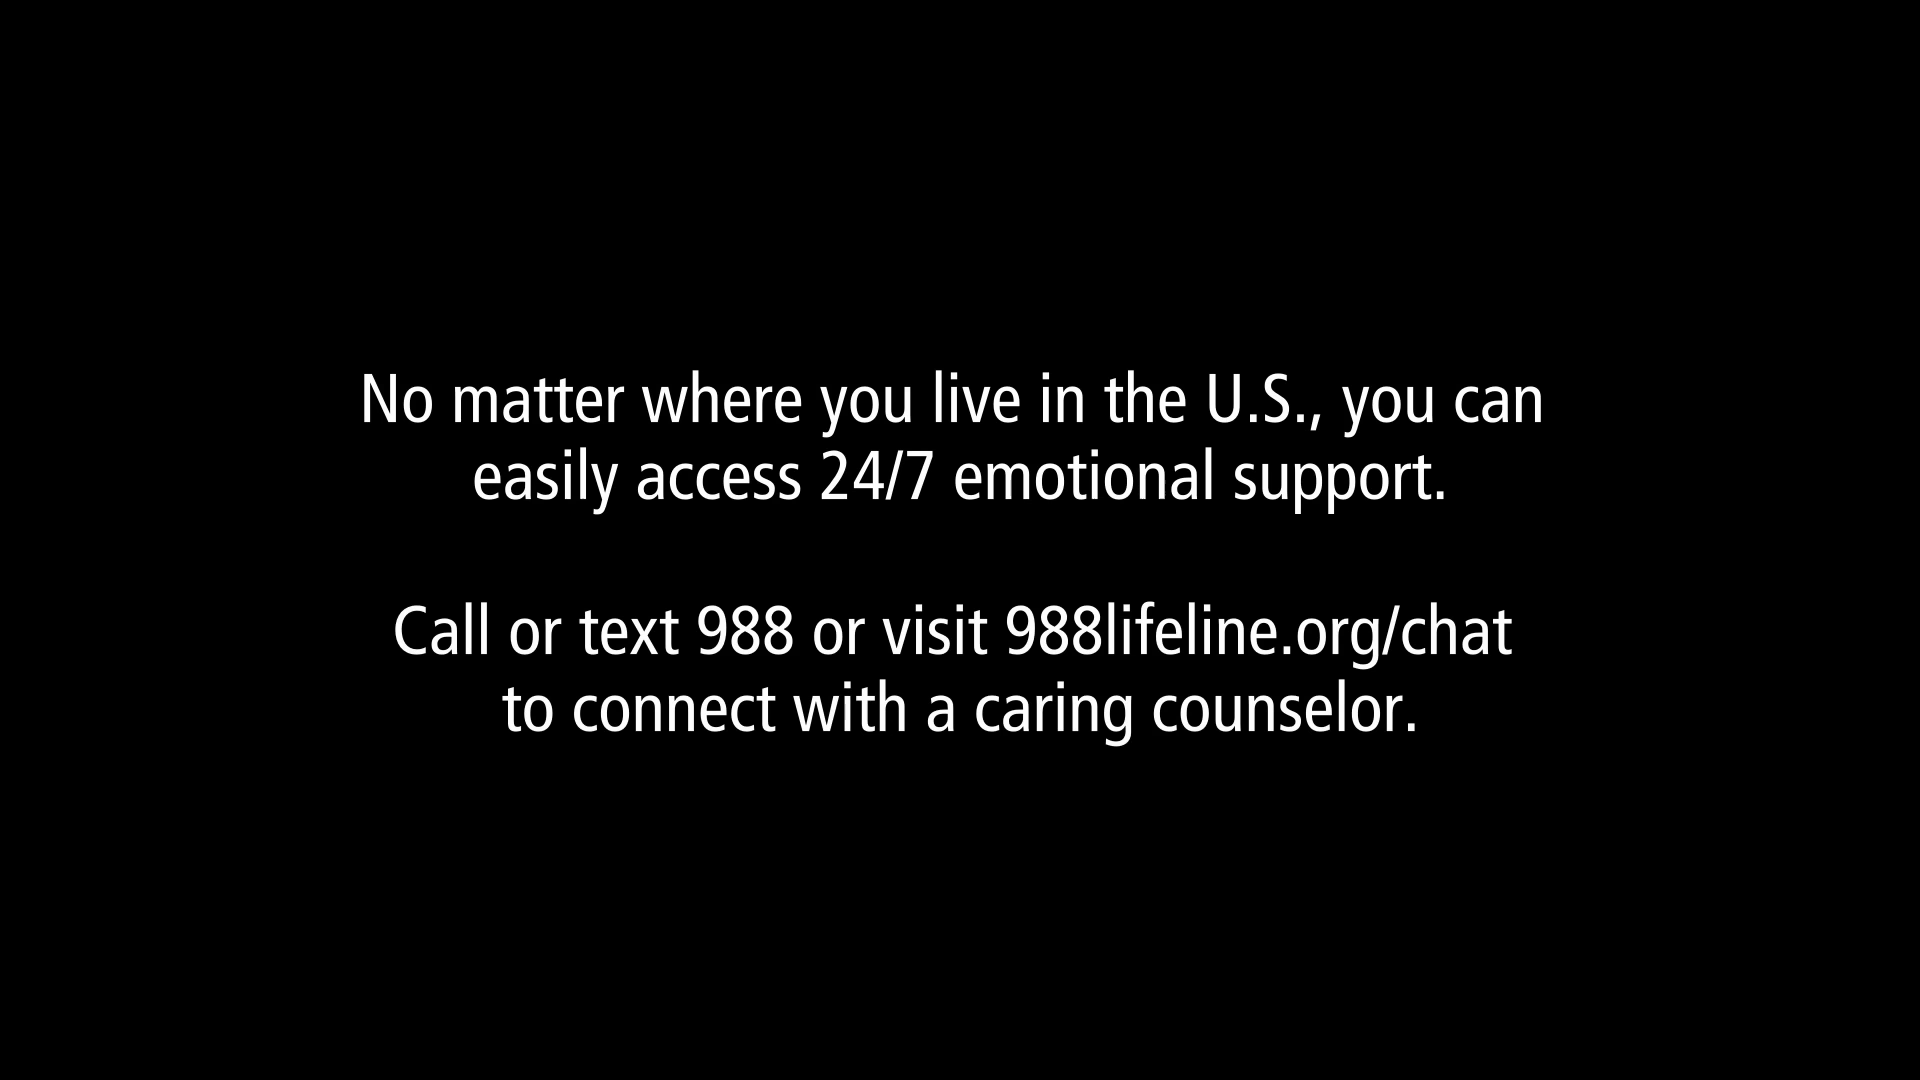 No matter where you live in the U.S., you can
easily access 24/7 emotional support.
Call or text 988 or visit 988lifeline.org/chat
to connect with a caring counselor.